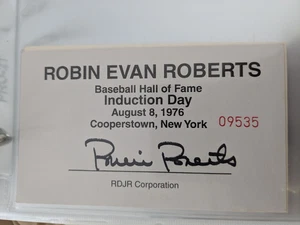 ROBIN EVAN ROBERTS
Baseball Hall of Fame
Induction Day
August 8, 1976
Cooperstown, New York 09535
Robin Roberts
RDJR Corporation